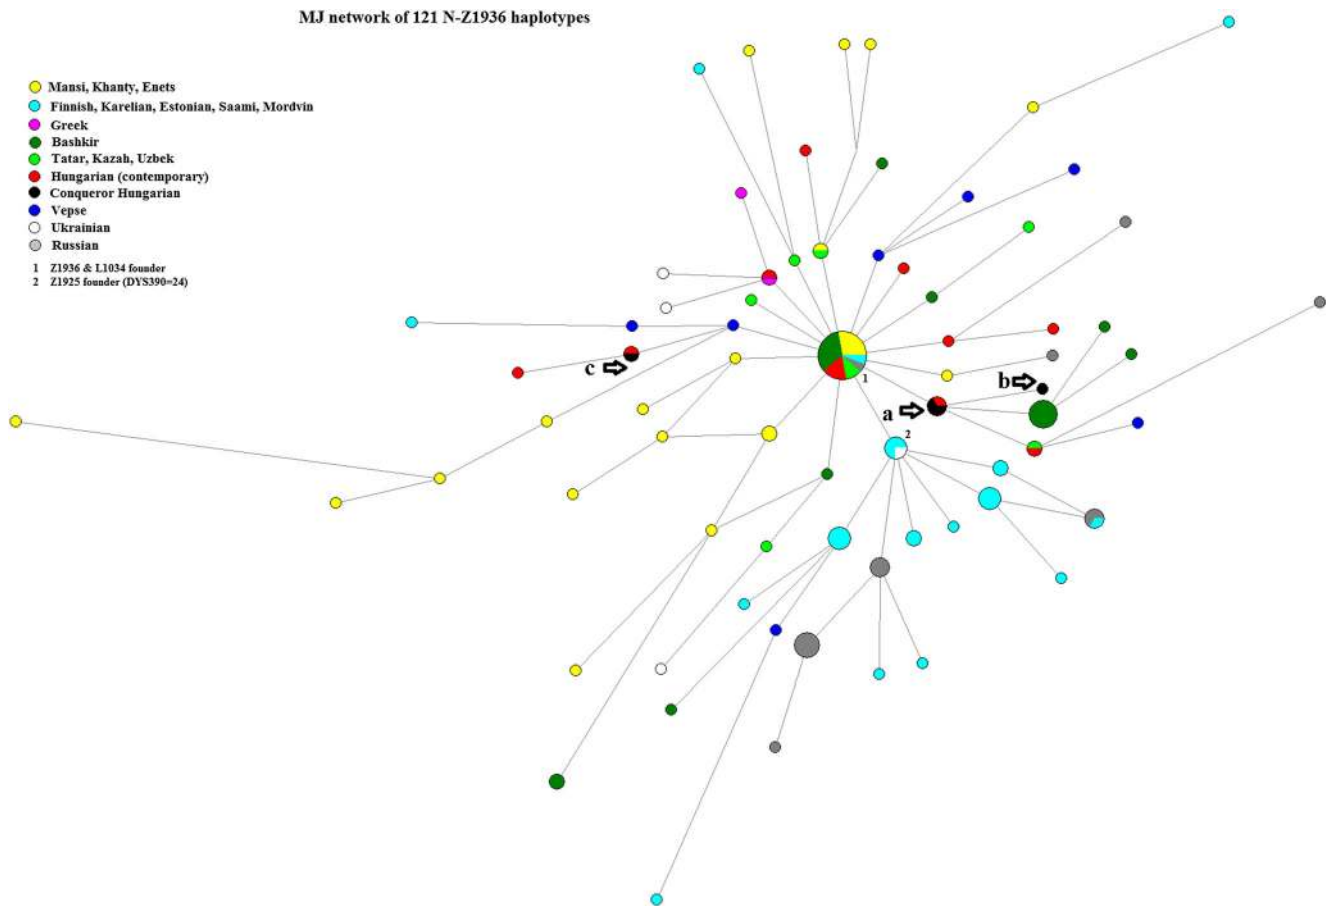 MJ network of 121 N-Z1936 haplotypes
Mansi, Khanty, Enets
Finnish, Karelian, Estonian, Saami, Mordvin
Greek
Bashkir
Tatar, Kazah, Uzbek
Hungarian (contemporary)
Conqueror Hungarian
Vepse
Ukrainian
Russian
1 Z1936 & L1034 founder
2 Z1925 founder (DYS390=24)
c
1
b
a
2